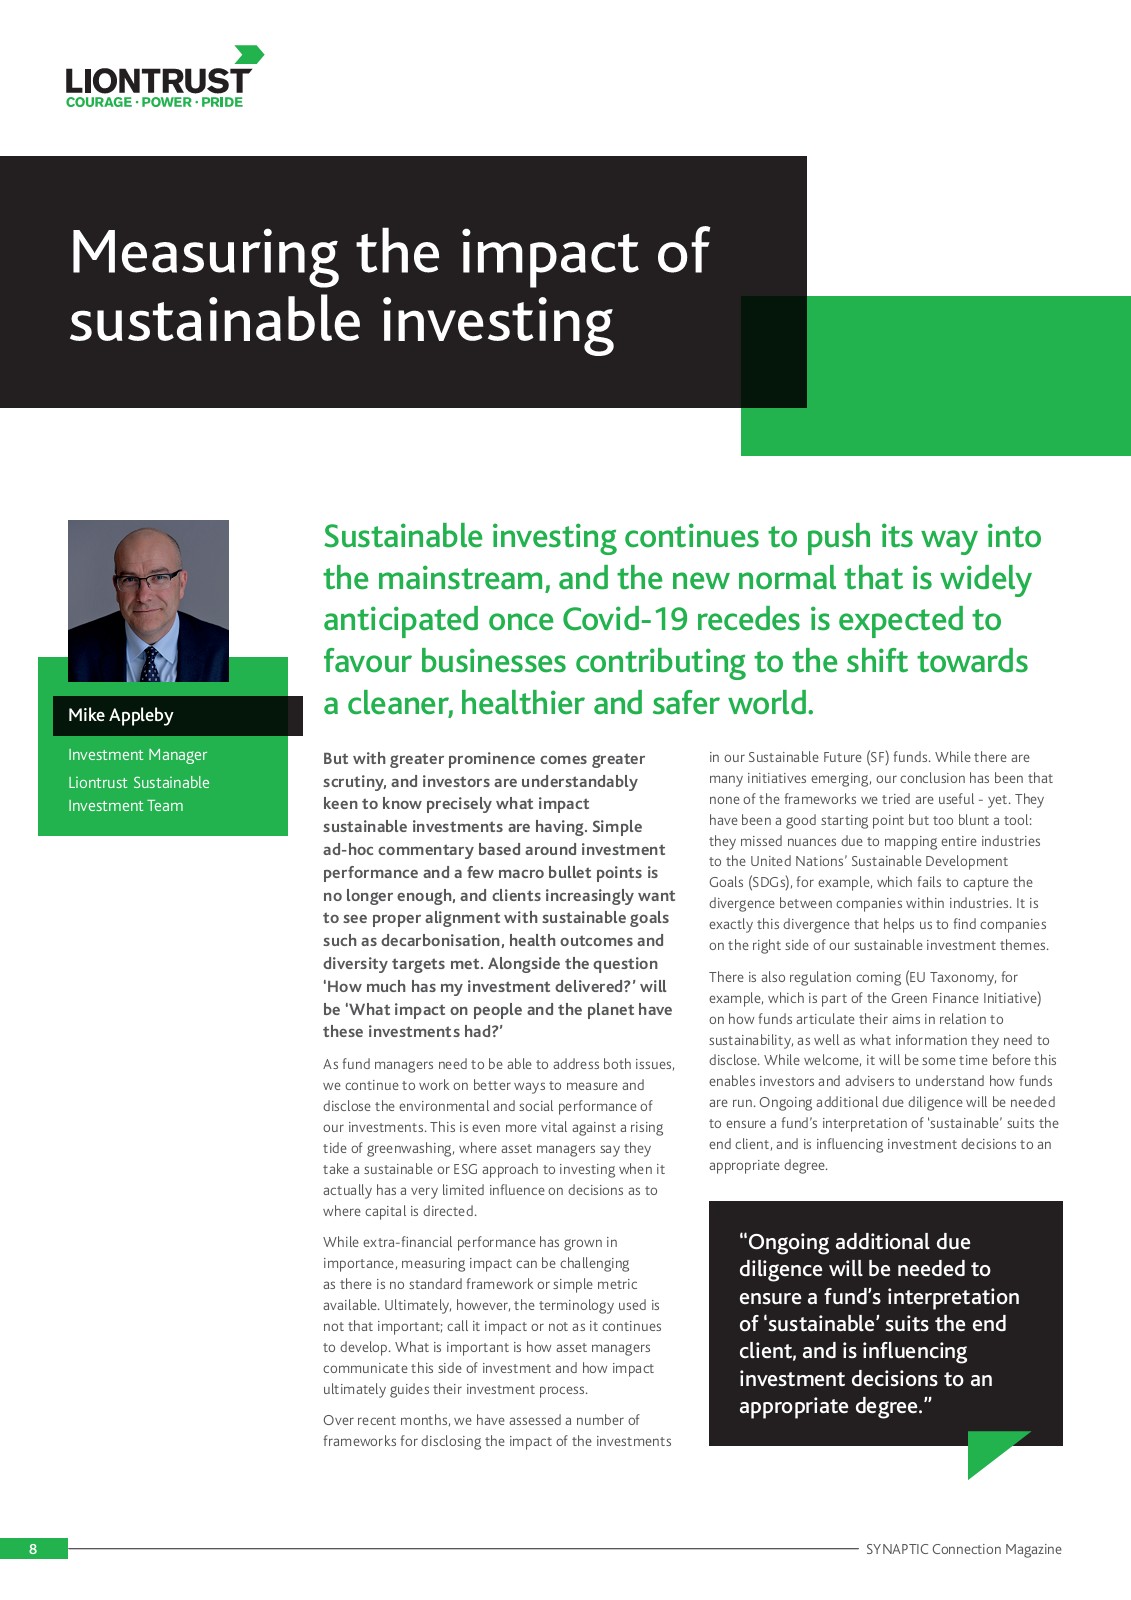 LIONTRUST
COURAGE · POWER · PRIDE
Measuring the impact of
sustainable investing
Mike Appleby
Investment Manager
Liontrust Sustainable
Investment Team
Sustainable investing continues to push its way into
the mainstream, and the new normal that is widely
anticipated once Covid-19 recedes is expected to
favour businesses contributing to the shift towards
a cleaner, healthier and safer world.
But with greater prominence comes greater
scrutiny, and investors are understandably
keen to know precisely what impact
sustainable investments are having. Simple
ad-hoc commentary based around investment
performance and a few macro bullet points is
no longer enough, and clients increasingly want
to see proper alignment with sustainable goals
such as decarbonisation, health outcomes and
diversity targets met. Alongside the question
‘How much has my investment delivered?’ will
be ‘What impact on people and the planet have
these investments had?’
As fund managers need to be able to address both issues,
we continue to work on better ways to measure and
disclose the environmental and social performance of
our investments. This is even more vital against a rising
tide of greenwashing, where asset managers say they
take a sustainable or ESG approach to investing when it
actually has a very limited influence on decisions as to
where capital is directed.
While extra-financial performance has grown in
importance, measuring impact can be challenging
as there is no standard framework or simple metric
available. Ultimately, however, the terminology used is
not that important; call it impact or not as it continues
to develop. What is important is how asset managers
communicate this side of investment and how impact
ultimately guides their investment process.
Over recent months, we have assessed a number of
frameworks for disclosing the impact of the investments
in our Sustainable Future (SF) funds. While there are
many initiatives emerging, our conclusion has been that
none of the frameworks we tried are useful - yet. They
have been a good starting point but too blunt a tool:
they missed nuances due to mapping entire industries
to the United Nations’ Sustainable Development
Goals (SDGs), for example, which fails to capture the
divergence between companies within industries. It is
exactly this divergence that helps us to find companies
on the right side of our sustainable investment themes.
There is also regulation coming (EU Taxonomy, for
example, which is part of the Green Finance Initiative)
on how funds articulate their aims in relation to
sustainability, as well as what information they need to
disclose. While welcome, it will be some time before this
enables investors and advisers to understand how funds
are run. Ongoing additional due diligence will be needed
to ensure a fund’s interpretation of ‘sustainable’ suits the
end client, and is influencing investment decisions to an
appropriate degree.
“Ongoing additional due
diligence will be needed to
ensure a fund’s interpretation
of ‘sustainable’ suits the end
client, and is influencing
investment decisions to an
appropriate degree.”
8
SYNAPTIC Connection Magazine